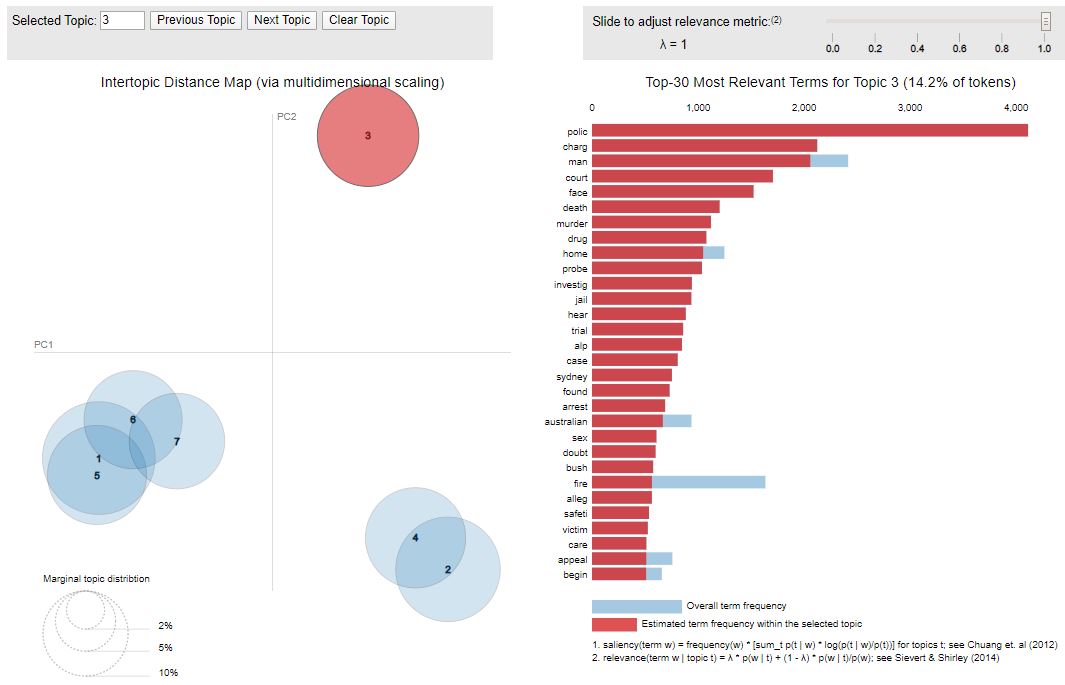 Selected Topic: 3 Previous Topic Next Topic Clear Topic
Slide to adjust relevance metric:(2)
λ = 1
0.0 0.2 0.4 0.6 0.8 1.0
Intertopic Distance Map (via multidimensional scaling)
PC2
PC1
3
6
7
1
5
4
2
Marginal topic distribtion
2%
5%
10%
Top-30 Most Relevant Terms for Topic 3 (14.2% of tokens)
0 1,000 2,000 3,000 4,000
polic
charg
man
court
face
death
murder
drug
home
probe
investig
jail
hear
trial
alp
case
sydney
found
arrest
australian
sex
doubt
bush
fire
alleg
safeti
victim
care
appeal
begin
Overall term frequency
Estimated term frequency within the selected topic
1. saliency(term w) = frequency(w) * [sum_t p(t | w) * log(p(t | w)/p(t))] for topics t; see Chuang et. al (2012)
2. relevance(term w | topic t) = λ * p(w | t) + (1 - λ) * p(w | t)/p(w); see Sievert & Shirley (2014)